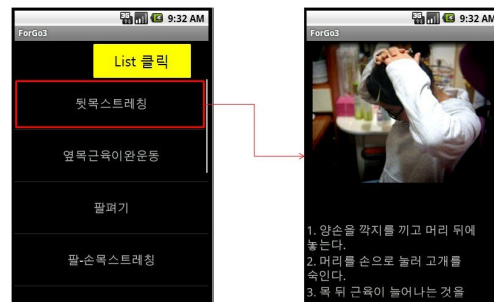 3G 9:32 AM
ForGo3
List 클릭
뒷목스트레칭
옆목근육이완운동
팔펴기
팔-손목스트레칭
3G 9:32 AM
ForGo3
1. 양손을 깍지를 끼고 머리 뒤에
놓는다.
2. 머리를 손으로 눌러 고개를
숙인다.
3. 목 뒤 근육이 늘어나는 것을